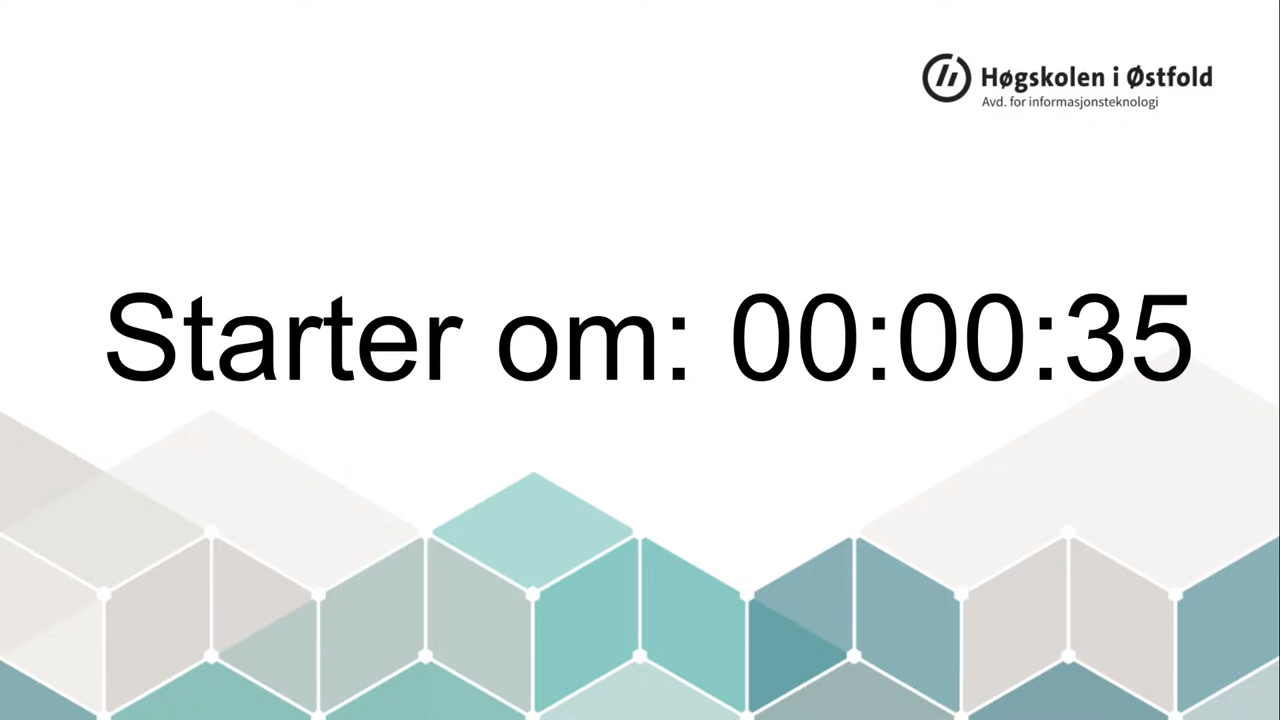 Høgskolen i Østfold
Avd. for informasjonsteknologi
Starter om: 00:00:35